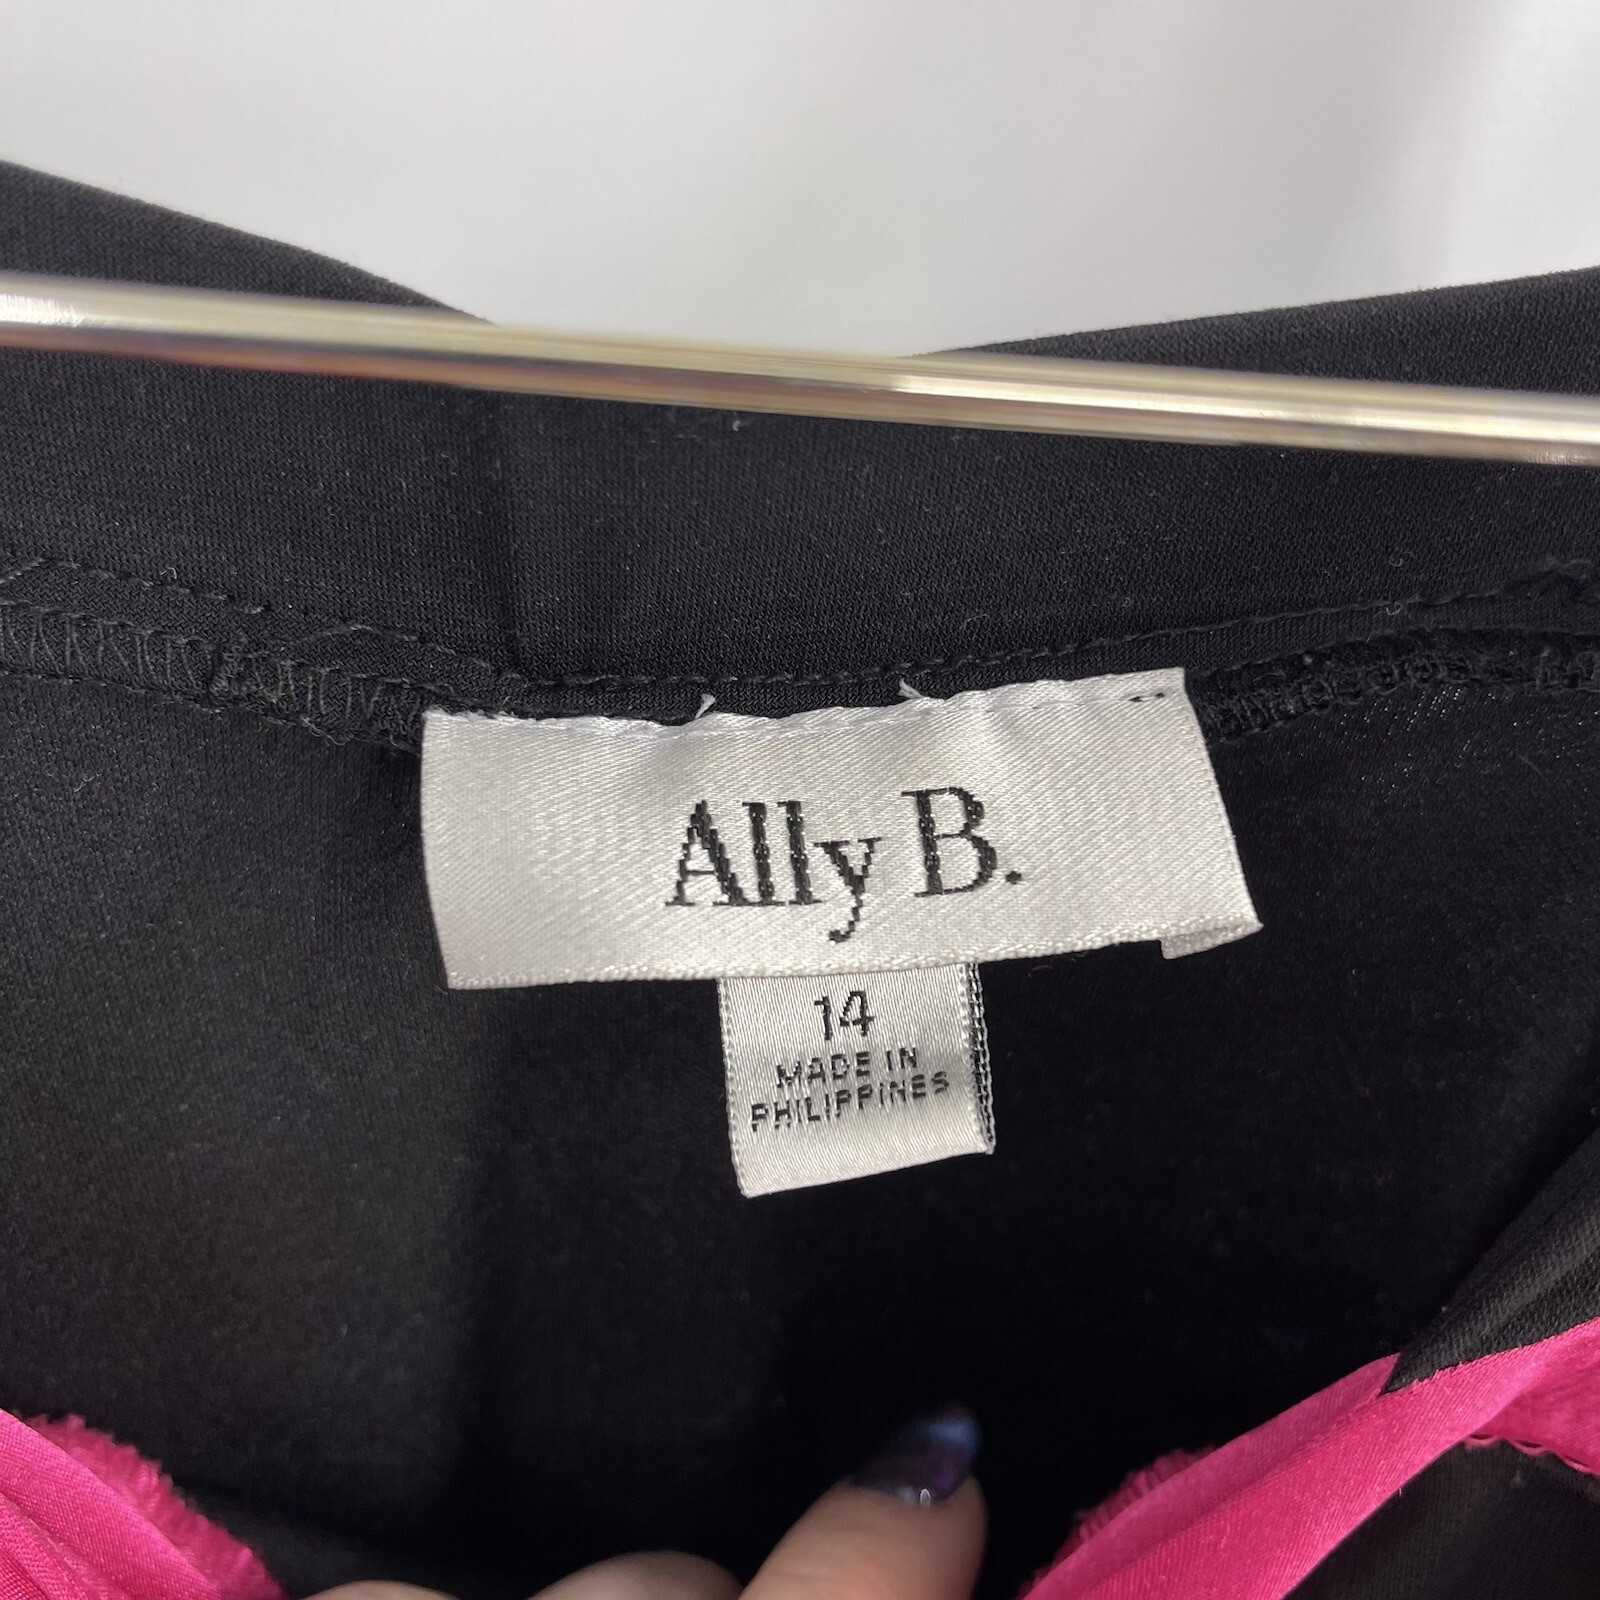 Ally B.
14
MADE IN
PHILIPPINES